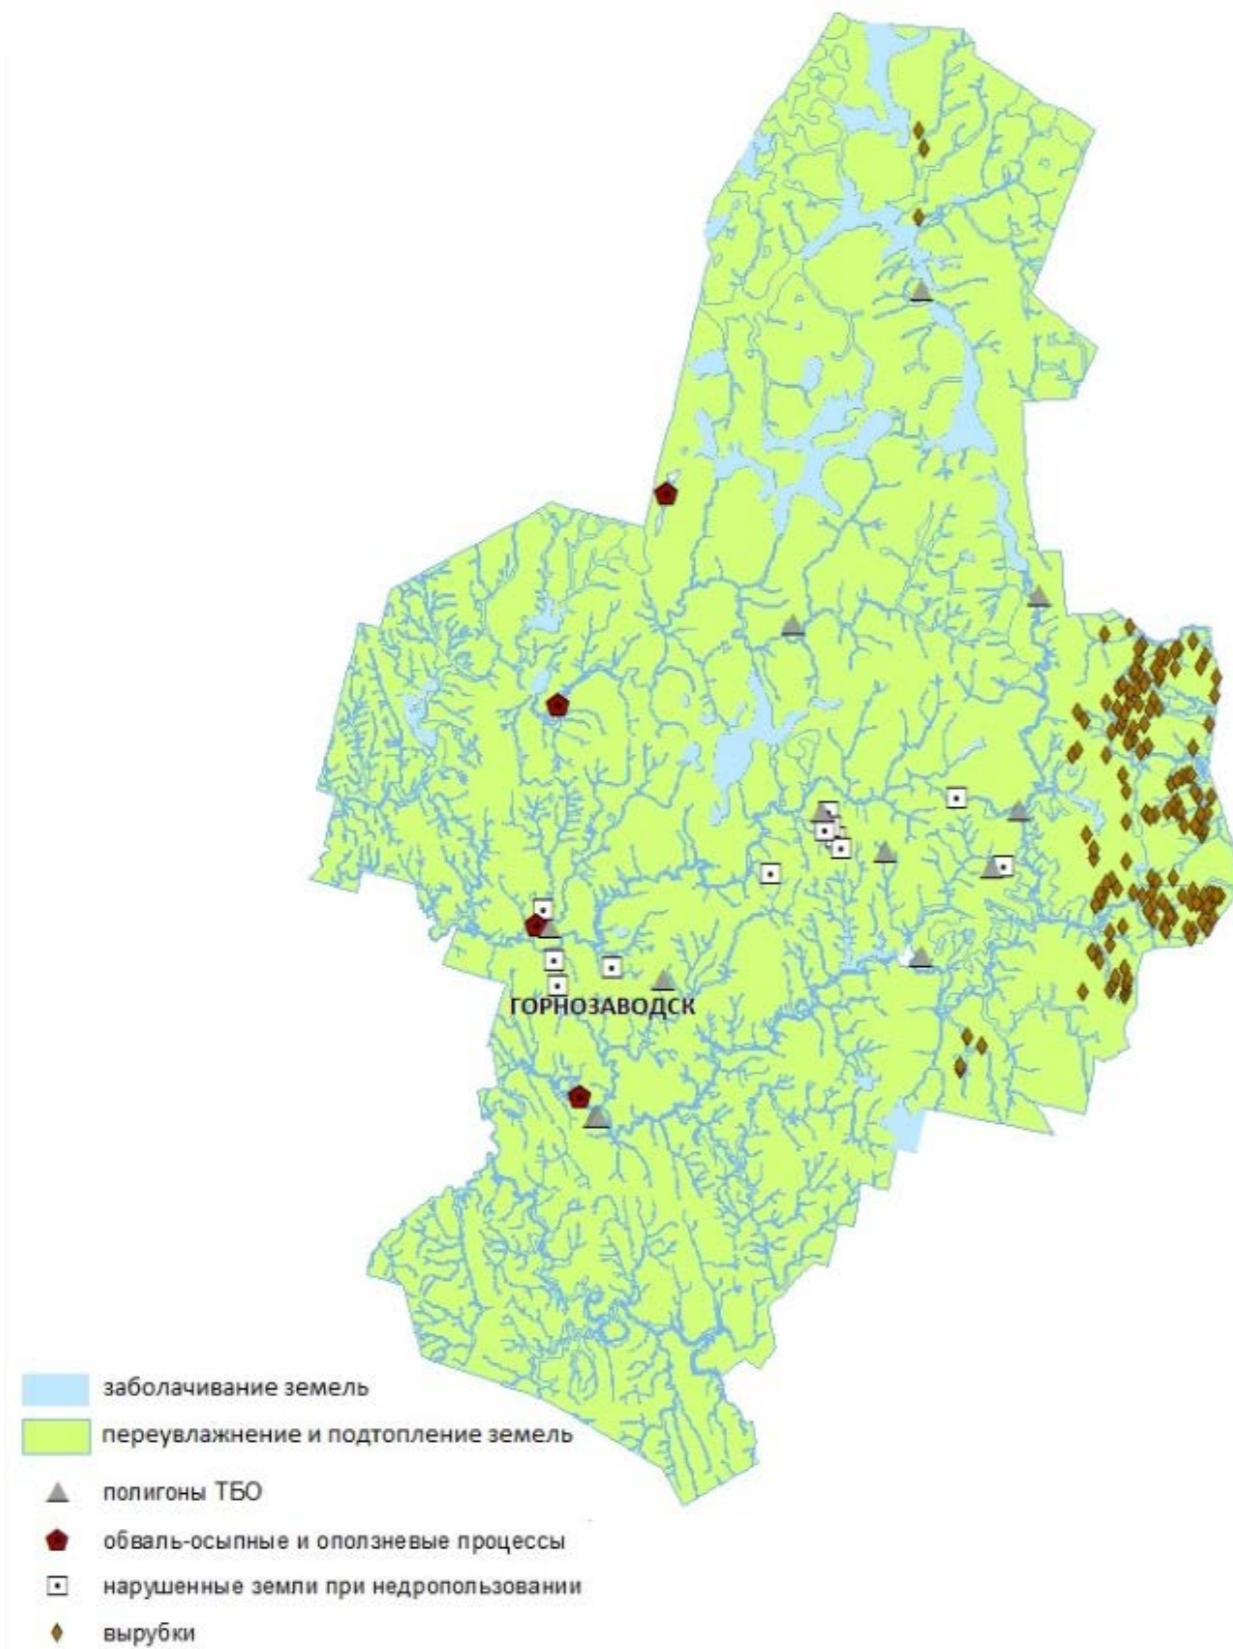 ГОРНОЗАВОДСК
заболачивание земель
переувлажнение и подтопление земель
полигоны ТБО
обваль-осыпные и оползневые процессы
нарушенные земли при недропользовании
вырубки